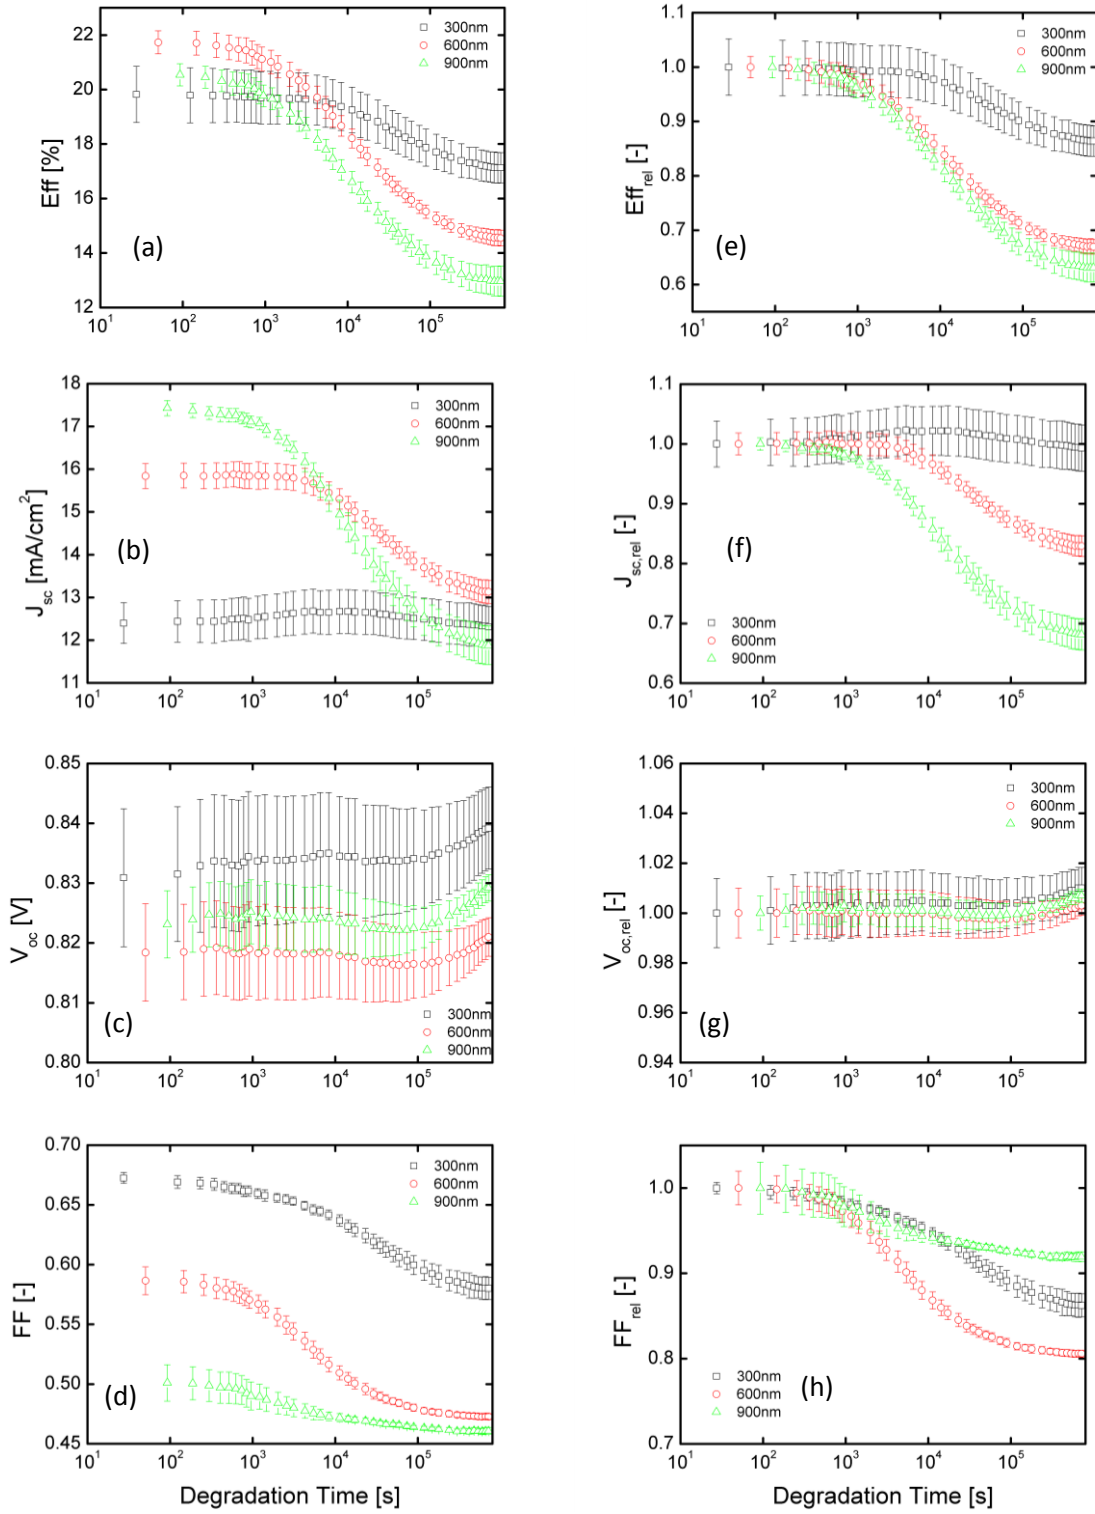 22
20
18
16
14
12
Eff [%]
300nm
600nm
900nm
(a)
10¹ 10² 10³ 10⁴ 10⁵
1.1
1.0
0.9
0.8
0.7
0.6
Eff_rel [-]
300nm
600nm
900nm
(e)
10¹ 10² 10³ 10⁴ 10⁵
18
17
16
15
14
13
12
11
J_sc [mA/cm²]
300nm
600nm
900nm
(b)
10¹ 10² 10³ 10⁴ 10⁵
1.1
1.0
0.9
0.8
0.7
0.6
J_sc,rel [-]
(f)
300nm
600nm
900nm
10¹ 10² 10³ 10⁴ 10⁵
0.85
0.84
0.83
0.82
0.81
0.80
V_oc [V]
(c)
300nm
600nm
900nm
10¹ 10² 10³ 10⁴ 10⁵
1.06
1.04
1.02
1.00
0.98
0.96
0.94
V_oc,rel [-]
300nm
600nm
900nm
(g)
10¹ 10² 10³ 10⁴ 10⁵
0.70
0.65
0.60
0.55
0.50
0.45
FF [-]
300nm
600nm
900nm
(d)
10¹ 10² 10³ 10⁴ 10⁵
Degradation Time [s]
1.0
0.9
0.8
0.7
FF_rel [-]
300nm
600nm
900nm
(h)
10¹ 10² 10³ 10⁴ 10⁵
Degradation Time [s]